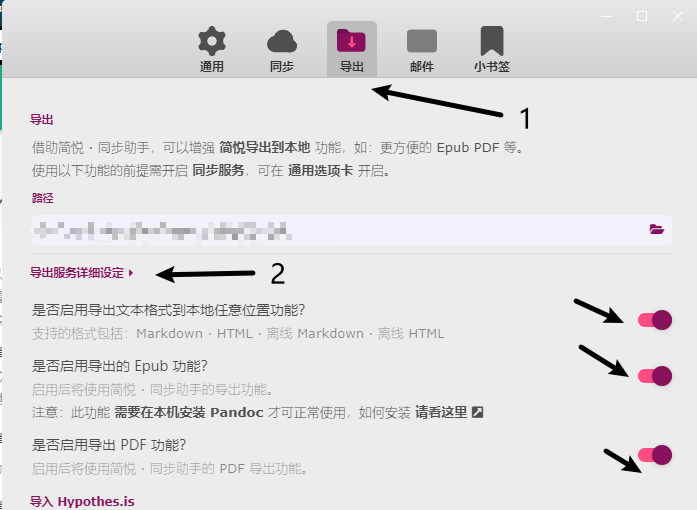 通用 同步 导出 邮件 小书签
1
导出
借助简悦・同步助手，可以增强 简悦导出到本地 功能，如：更方便的 Epub PDF 等。
使用以下功能的前提需开启 同步服务，可在 通用选项卡 开启。
路径
导出服务详细设定
2
是否启用导出文本格式到本地任意位置功能？
支持的格式包括：Markdown · HTML · 离线 Markdown · 离线 HTML
是否启用导出的 Epub 功能？
启用后将使用简悦・同步助手的导出功能。
注意：此功能 需要在本机安装 Pandoc 才可正常使用，如何安装 请看这里
是否启用导出 PDF 功能？
启用后将使用简悦・同步助手的 PDF 导出功能。
导入 Hypothes.is